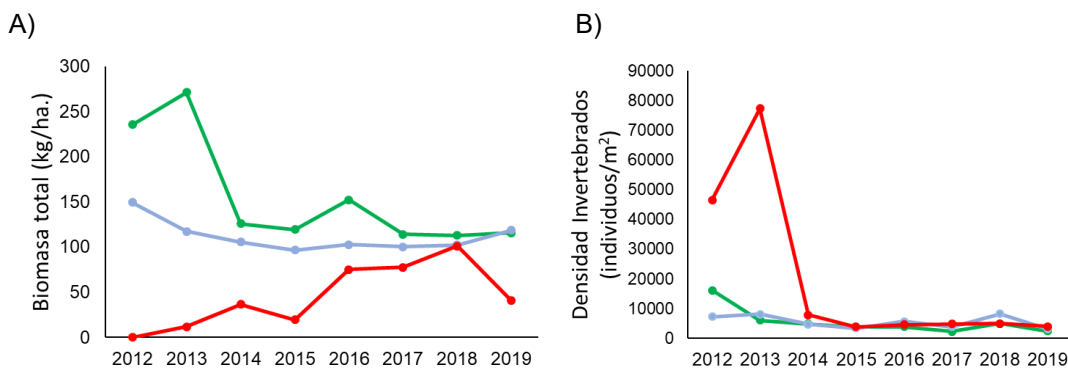 A)
Biomasa total (kg/ha.)
300
250
200
150
100
50
0
2012 2013 2014 2015 2016 2017 2018 2019
B)
Densidad Invertebrados
(individuos/m²)
90000
80000
70000
60000
50000
40000
30000
20000
10000
0
2012 2013 2014 2015 2016 2017 2018 2019